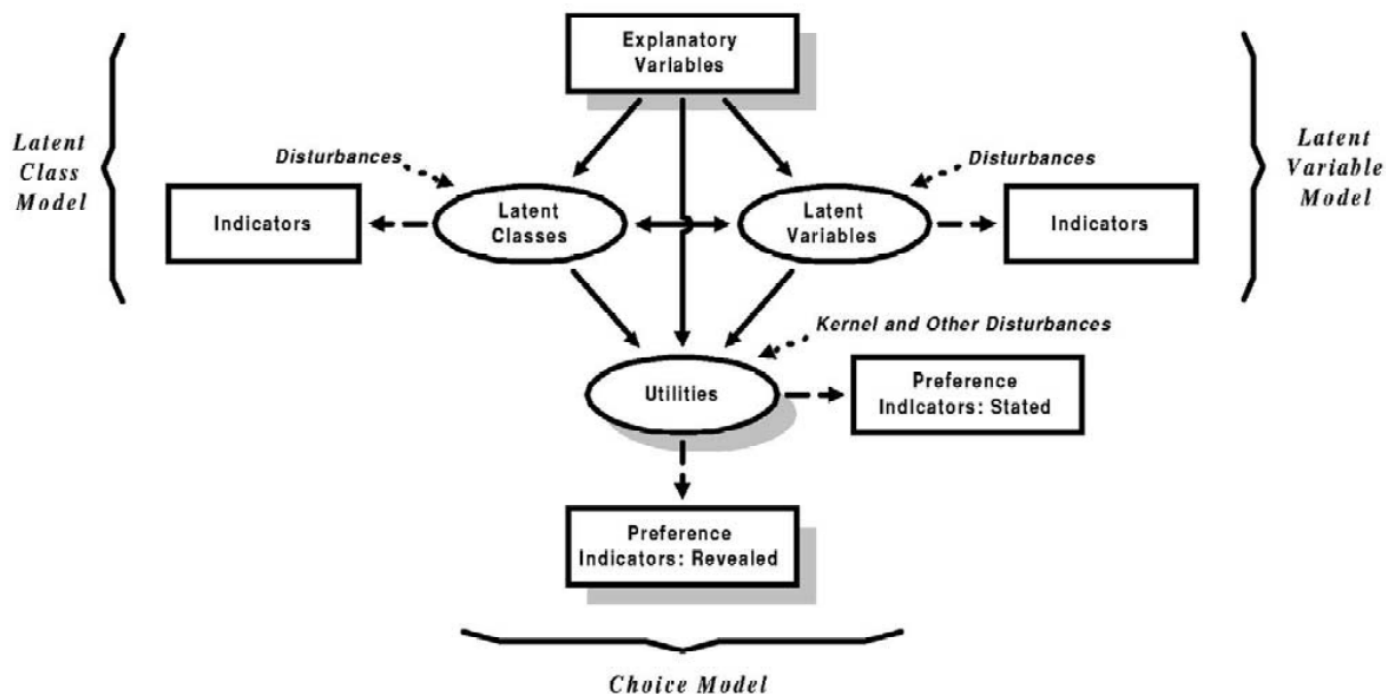 Explanatory
Variables
Latent
Class
Model
Disturbances
Disturbances
Latent
Variable
Model
Indicators
Latent
Classes
Latent
Variables
Indicators
Kernel and Other Disturbances
Utilities
Preference
Indicators: Stated
Preference
Indicators: Revealed
Choice Model